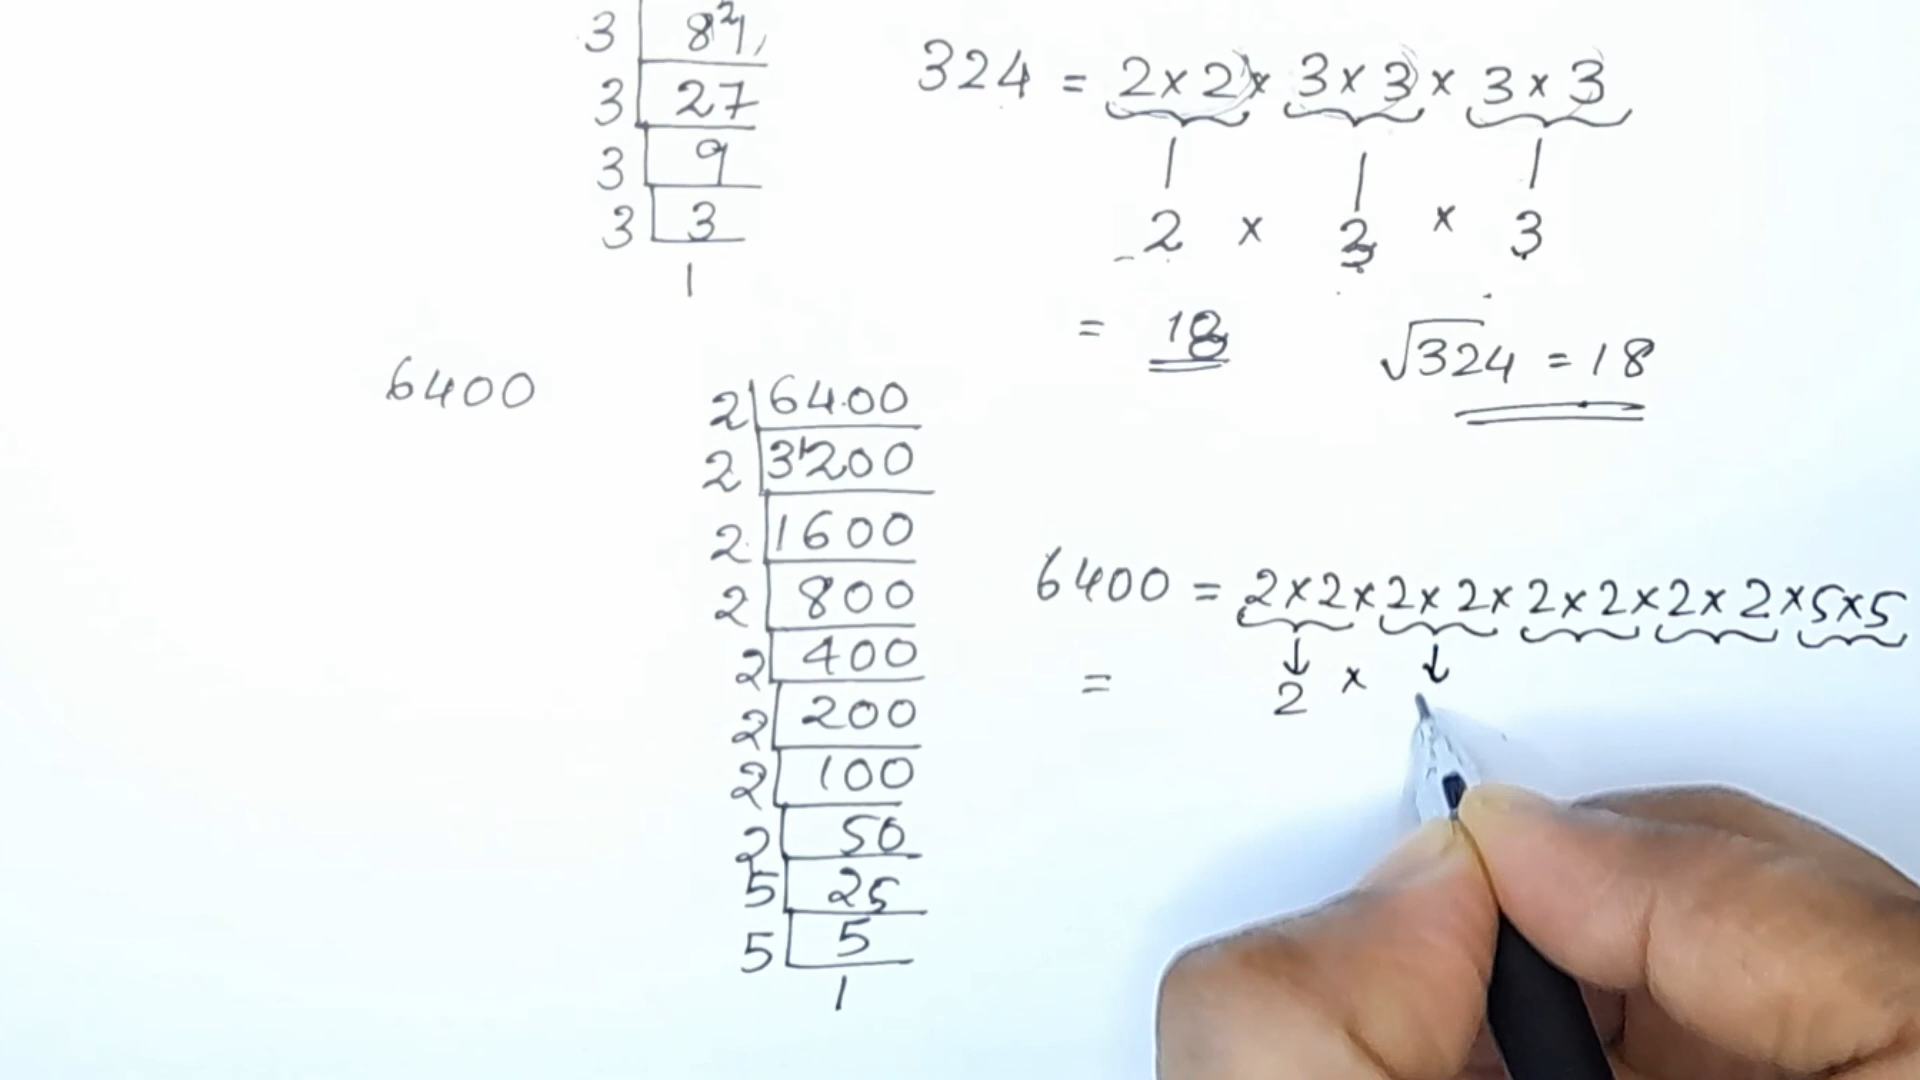 3 | 81
3 | 27
3 | 9
3 | 3
1
324 = 2 × 2 × 3 × 3 × 3 × 3
2 × 3 × 3
= 18
√324 = 18
6400
2 | 6400
2 | 3200
2 | 1600
2 | 800
2 | 400
2 | 200
2 | 100
2 | 50
5 | 25
5 | 5
1
6400 = 2 × 2 × 2 × 2 × 2 × 2 × 2 × 2 × 5 × 5
= 2 ×